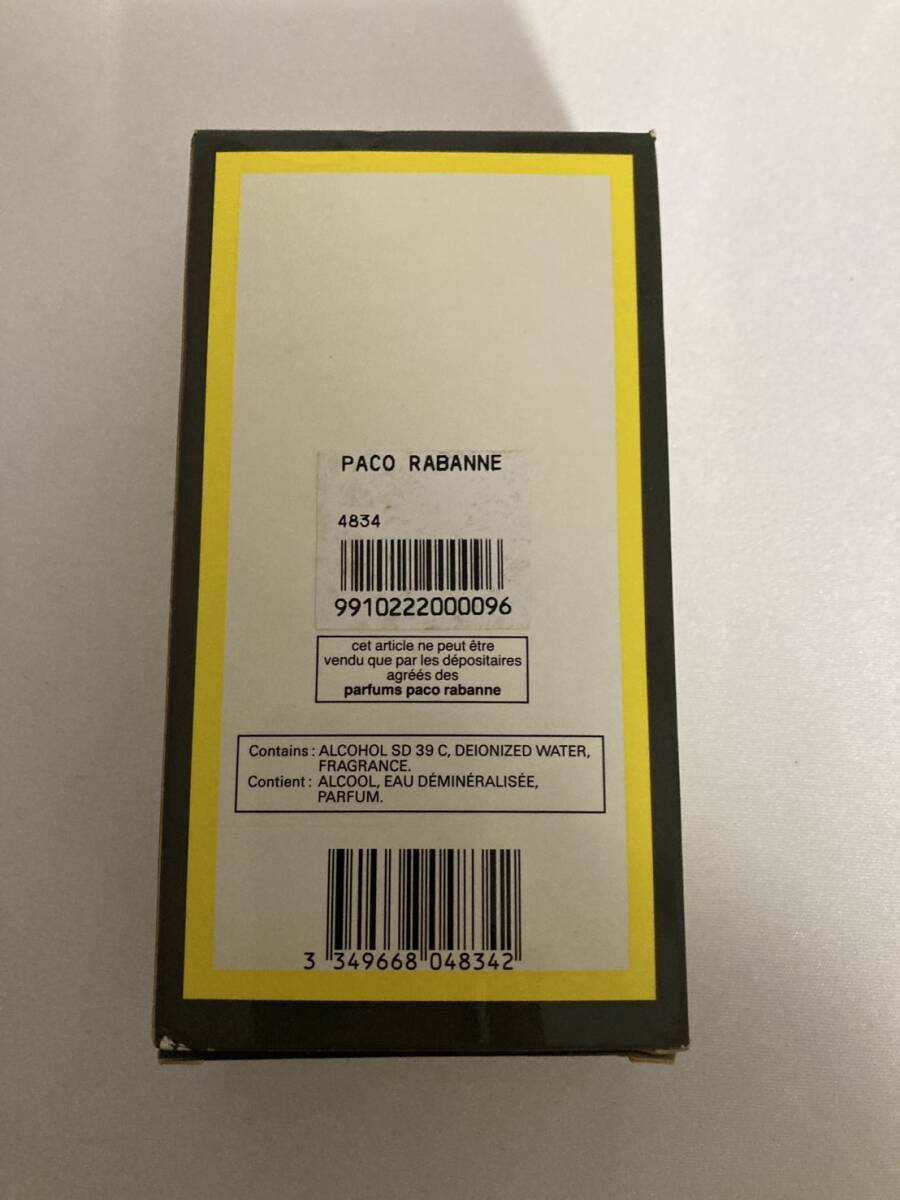 PACO RABANNE
4834
9910222000096
cet article ne peut être
vendu que par les dépositaires
agréés des
parfums paco rabanne
Contains : ALCOHOL SD 39 C, DEIONIZED WATER,
FRAGRANCE.
Contient : ALCOOL, EAU DÉMINÉRALISÉE,
PARFUM.
3 349668 048342